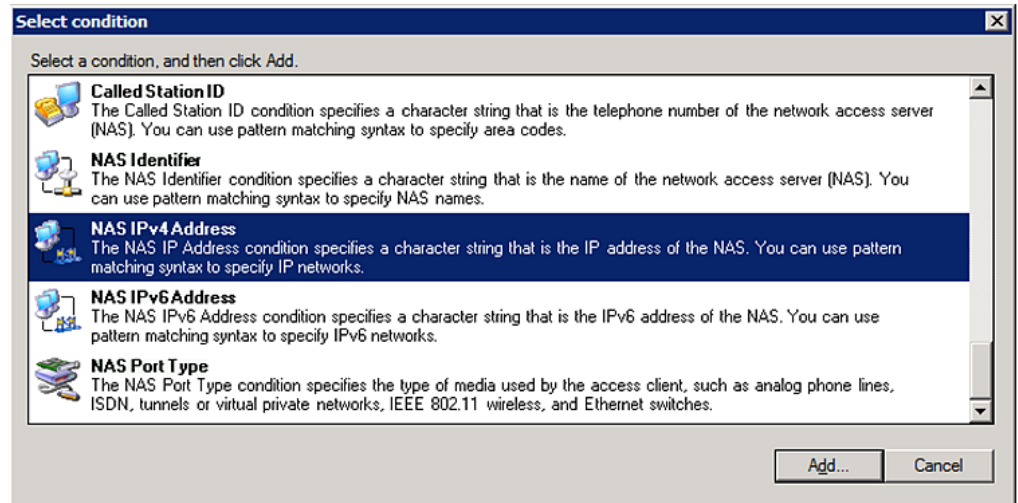 Select condition
Select a condition, and then click Add.
Called Station ID
The Called Station ID condition specifies a character string that is the telephone number of the network access server
(NAS). You can use pattern matching syntax to specify area codes.
NAS Identifier
The NAS Identifier condition specifies a character string that is the name of the network access server (NAS). You
can use pattern matching syntax to specify NAS names.
NAS IPv4 Address
The NAS IP Address condition specifies a character string that is the IP address of the NAS. You can use pattern
matching syntax to specify IP networks.
NAS IPv6 Address
The NAS IPv6 Address condition specifies a character string that is the IPv6 address of the NAS. You can use
pattern matching syntax to specify IPv6 networks.
NAS Port Type
The NAS Port Type condition specifies the type of media used by the access client, such as analog phone lines,
ISDN, tunnels or virtual private networks, IEEE 802.11 wireless, and Ethernet switches.
Add... Cancel